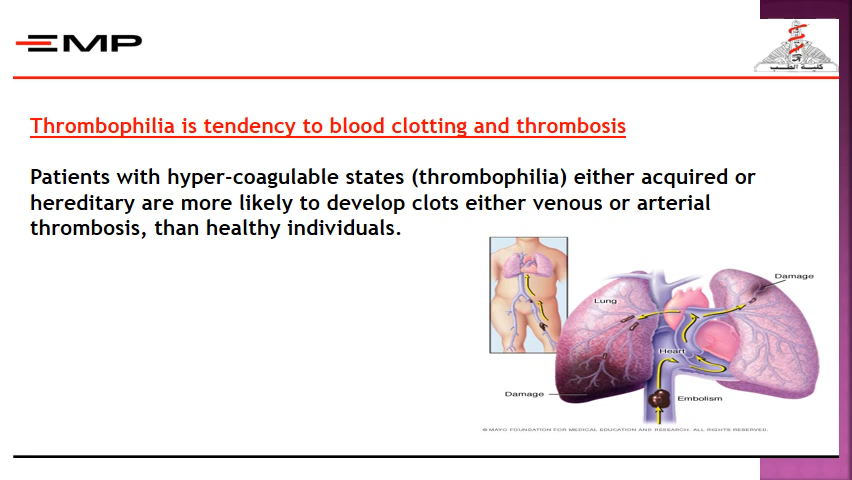 EMP
كلية الطب
Thrombophilia is tendency to blood clotting and thrombosis
Patients with hyper-coagulable states (thrombophilia) either acquired or
hereditary are more likely to develop clots either venous or arterial
thrombosis, than healthy individuals.
Damage
Lung
Heart
Damage
Embolism
© MAYO FOUNDATION FOR MEDICAL EDUCATION AND RESEARCH. ALL RIGHTS RESERVED.